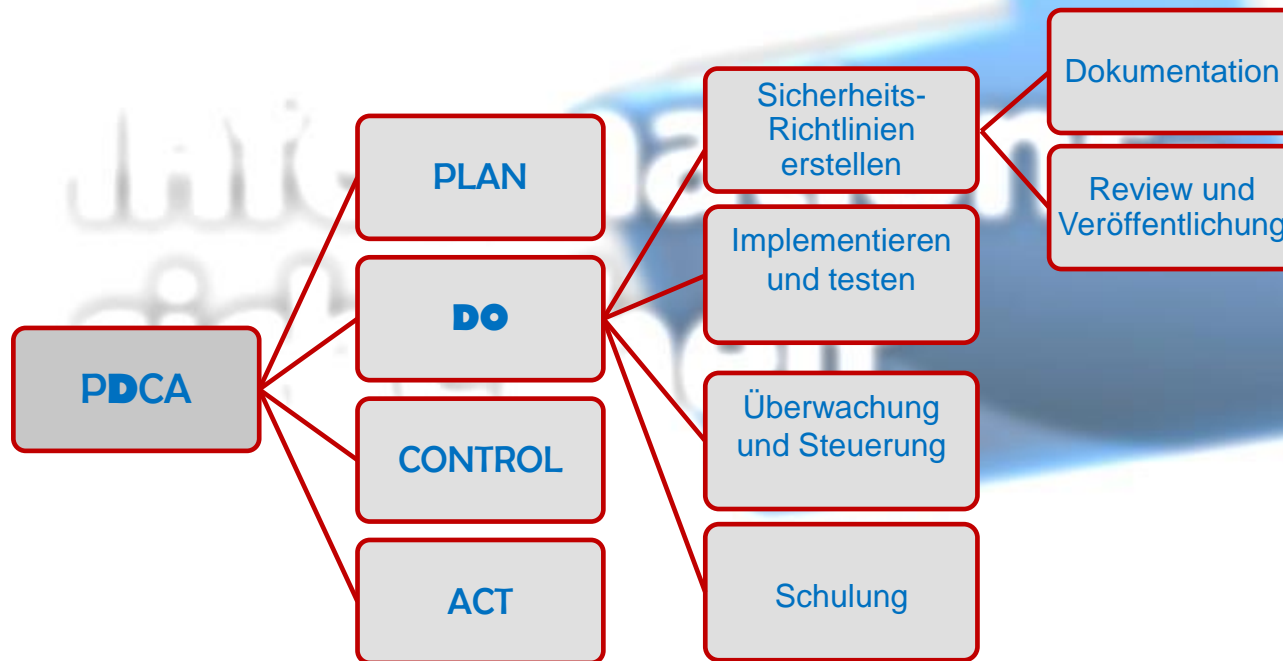 PDCA
PLAN
DO
CONTROL
ACT
Sicherheits-
Richtlinien
erstellen
Implementieren
und testen
Überwachung
und Steuerung
Schulung
Dokumentation
Review und
Veröffentlichung